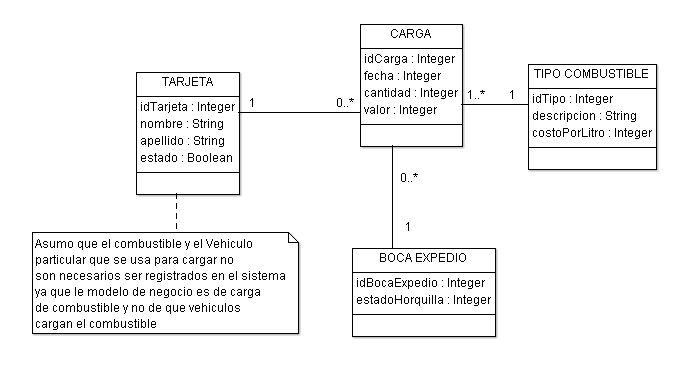 CARGA
idCarga : Integer
fecha : Integer
cantidad : Integer
valor : Integer
TARJETA
idTarjeta : Integer
nombre : String
apellido : String
estado : Boolean
1
0..*
1..*
1
TIPO COMBUSTIBLE
idTipo : Integer
descripcion : String
costoPorLitro : Integer
0..*
1
BOCA EXPEDIO
idBocaExpedio : Integer
estadoHorquilla : Integer
Asumo que el combustible y el Vehiculo
particular que se usa para cargar no
son necesarios ser registrados en el sistema
ya que le modelo de negocio es de carga
de combustible y no de que vehiculos
cargan el combustible